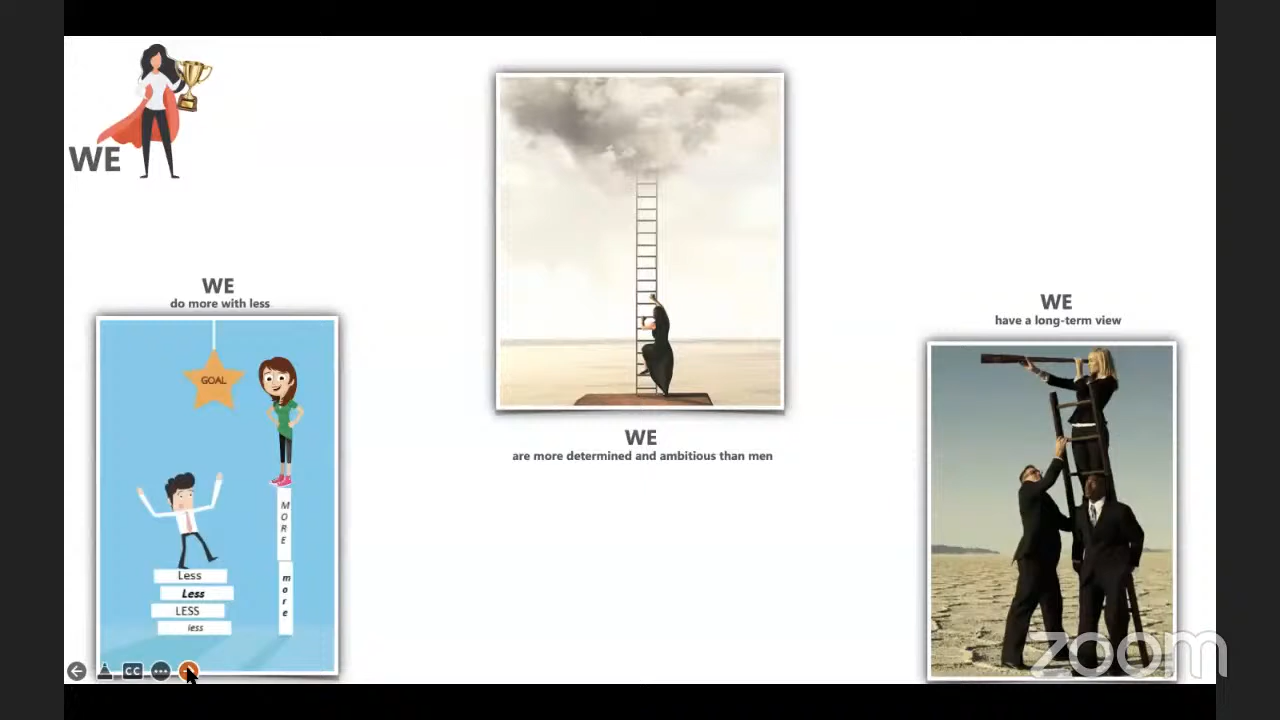 WE
WE
do more with less
GOAL
MORE
more
Less
Less
LESS
less
WE
are more determined and ambitious than men
WE
have a long-term view
CC
zoom